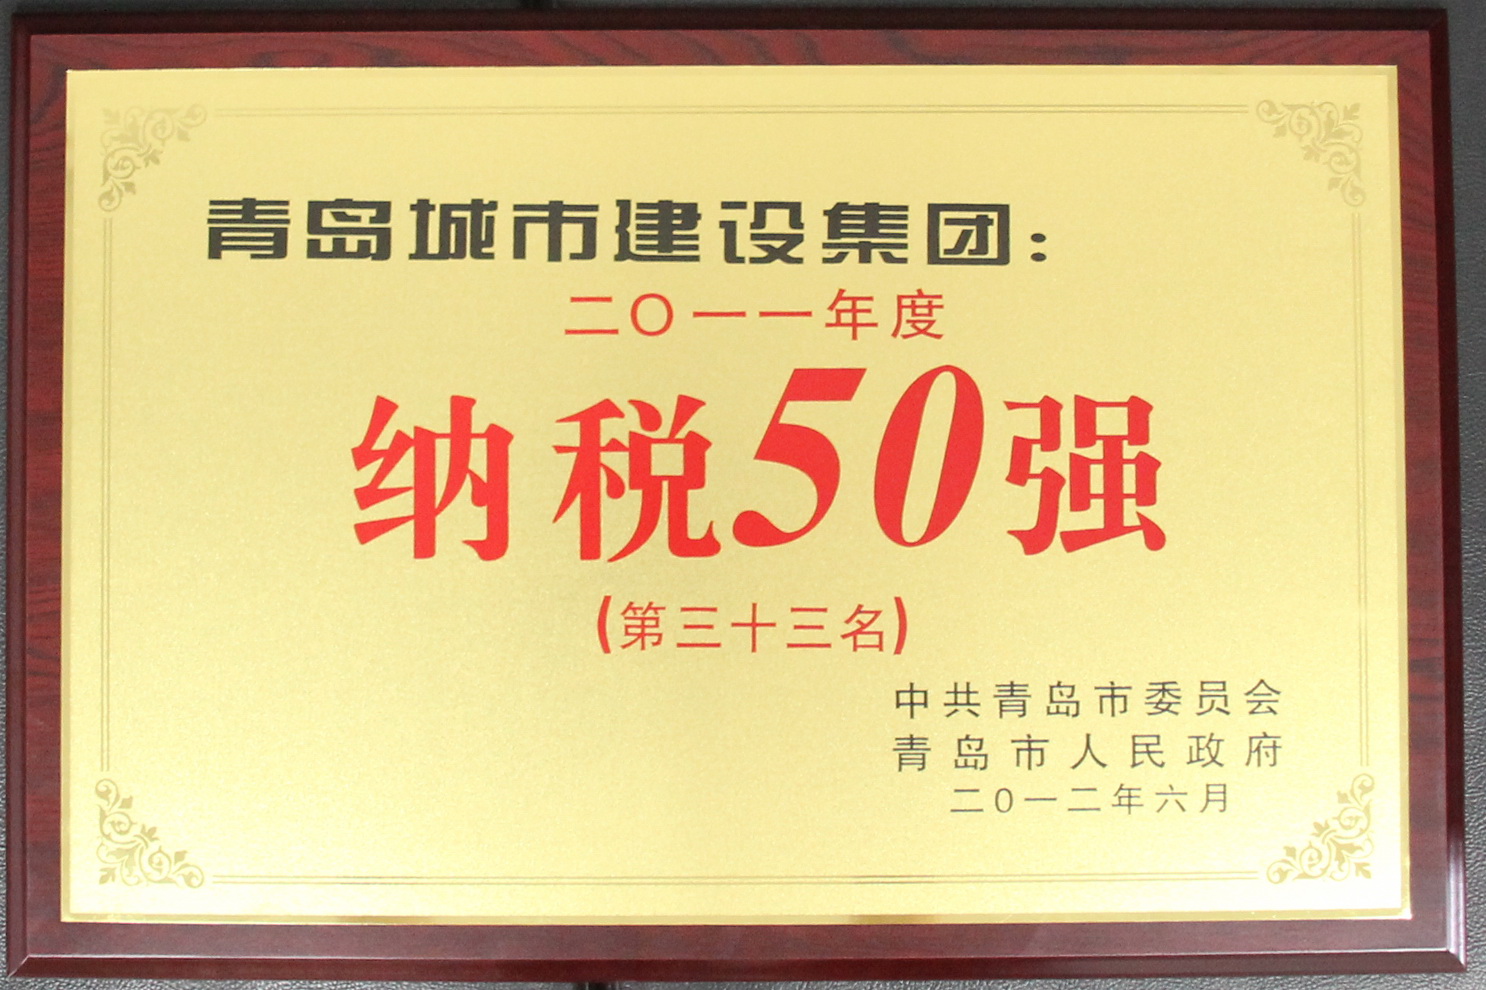 青岛城市建设集团：
二〇一一年度
纳税50强
(第三十三名)
中共青岛市委员会
青岛市人民政府
二0一二年六月